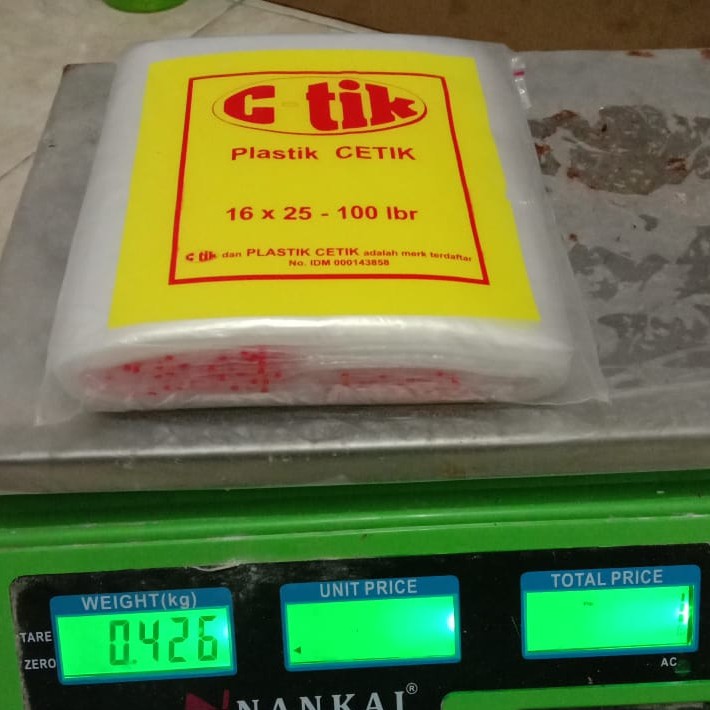 C-tik
Plastik CETIK
16 x 25 - 100 lbr
C-tik dan PLASTIK CETIK adalah merk terdaftar
No. IDM 000143858
WEIGHT(kg) UNIT PRICE TOTAL PRICE
TARE 0.426
ZERO
AC
NANKAI®